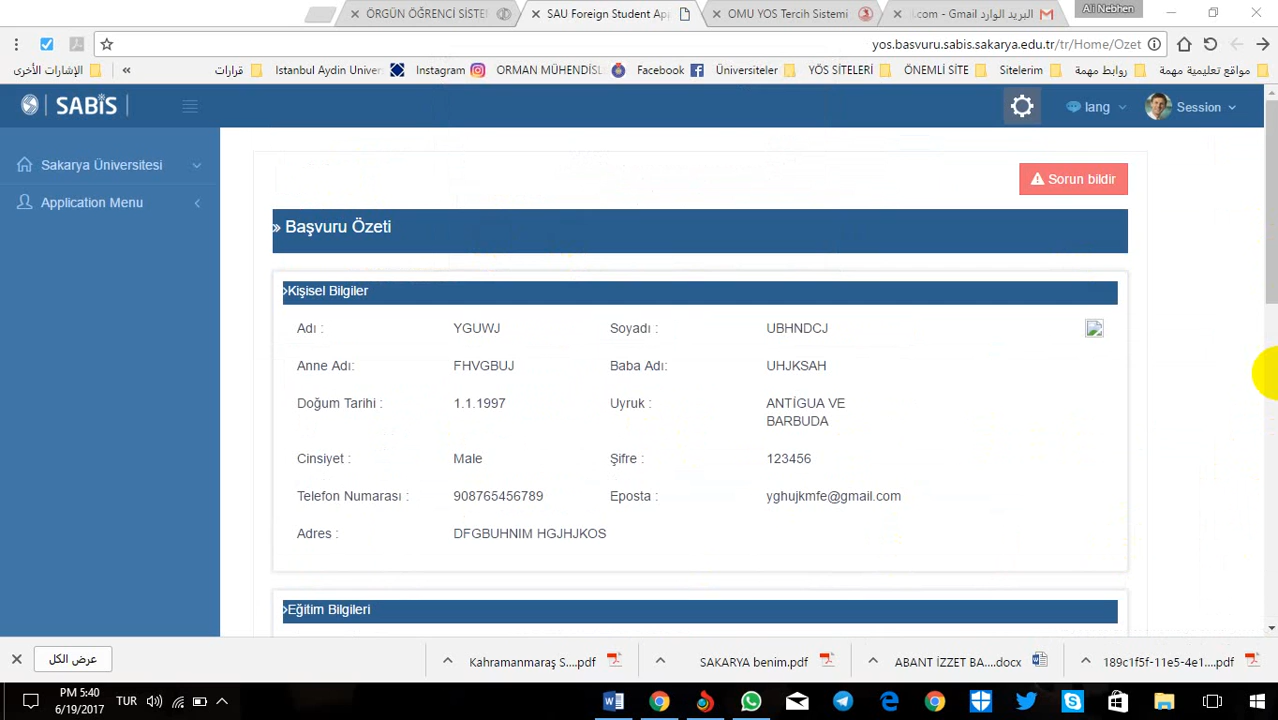 ÖRGÜN ÖĞRENCİ SİSTE
SAU Foreign Student Ap
OMU YOS Tercih Sistemi
البريد الوارد
.com - Gmail
Ali Nebhen
yos.basvuru.sabis.sakarya.edu.tr/tr/Home/Ozet
الإشارات الأخرى
«
قرارات
Istanbul Aydin Univer
Instagram
ORMAN MÜHENDİSL
Facebook
Üniversiteler
YÖS SİTELERİ
ÖNEMLİ SİTE
Sitelerim
روابط مهمة
مواقع تعليمية مهمة
SABİS
lang
Session
Sakarya Üniversitesi
Application Menu
Sorun bildir
» Başvuru Özeti
Kişisel Bilgiler
Adı : YGUWJ Soyadı : UBHNDCJ
Anne Adı: FHVGBUJ Baba Adı: UHJKSAH
Doğum Tarihi : 1.1.1997 Uyruk : ANTİGUA VE
BARBUDA
Cinsiyet : Male Şifre : 123456
Telefon Numarası : 908765456789 Eposta : yghujkmfe@gmail.com
Adres : DFGBUHNIM HGJHJKOS
Eğitim Bilgileri
عرض الكل
Kahramanmaraş S....pdf
SAKARYA benim.pdf
ABANT İZZET BA....docx
189c1f5f-11e5-4e1....pdf
PM 5:40
6/19/2017
TUR